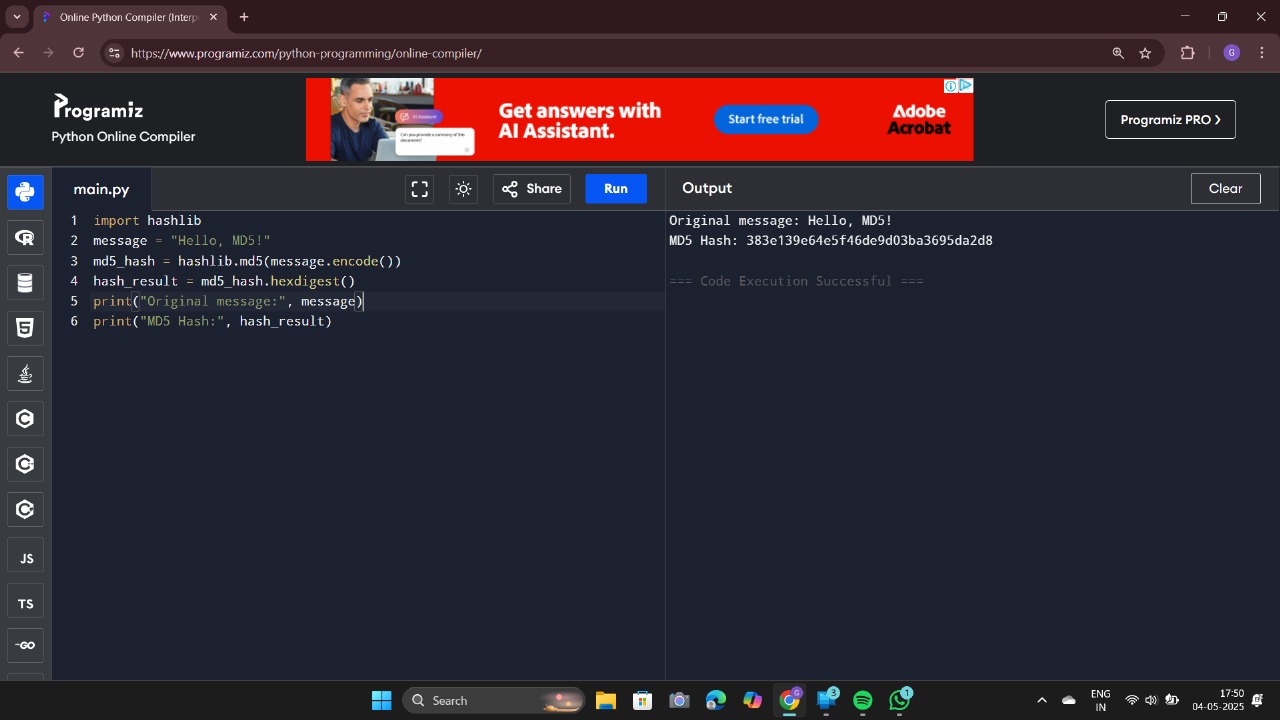 Online Python Compiler (Interp
https://www.programiz.com/python-programming/online-compiler/
G
Programiz
Python Online Compiler
AI Assistant
Can you provide a summary of this document?
Get answers with
AI Assistant.
Start free trial
Adobe
Acrobat
Programiz PRO ❯
main.py
Share
Run
Output
Clear
1 import hashlib
2 message = "Hello, MD5!"
3 md5_hash = hashlib.md5(message.encode())
4 hash_result = md5_hash.hexdigest()
5 print("Original message:", message)
6 print("MD5 Hash:", hash_result)
Original message: Hello, MD5!
MD5 Hash: 383e139e64e5f46de9d03ba3695da2d8
=== Code Execution Successful ===
R
5
C
C
C
JS
TS
GO
Search
G
3
1
ENG
IN
17:50
04-05-2025